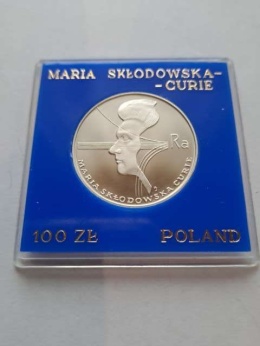 MARIA SKŁODOWSKA-
-CURIE
Ra
MARIA SKŁODOWSKA CURIE
100 ZŁ POLAND